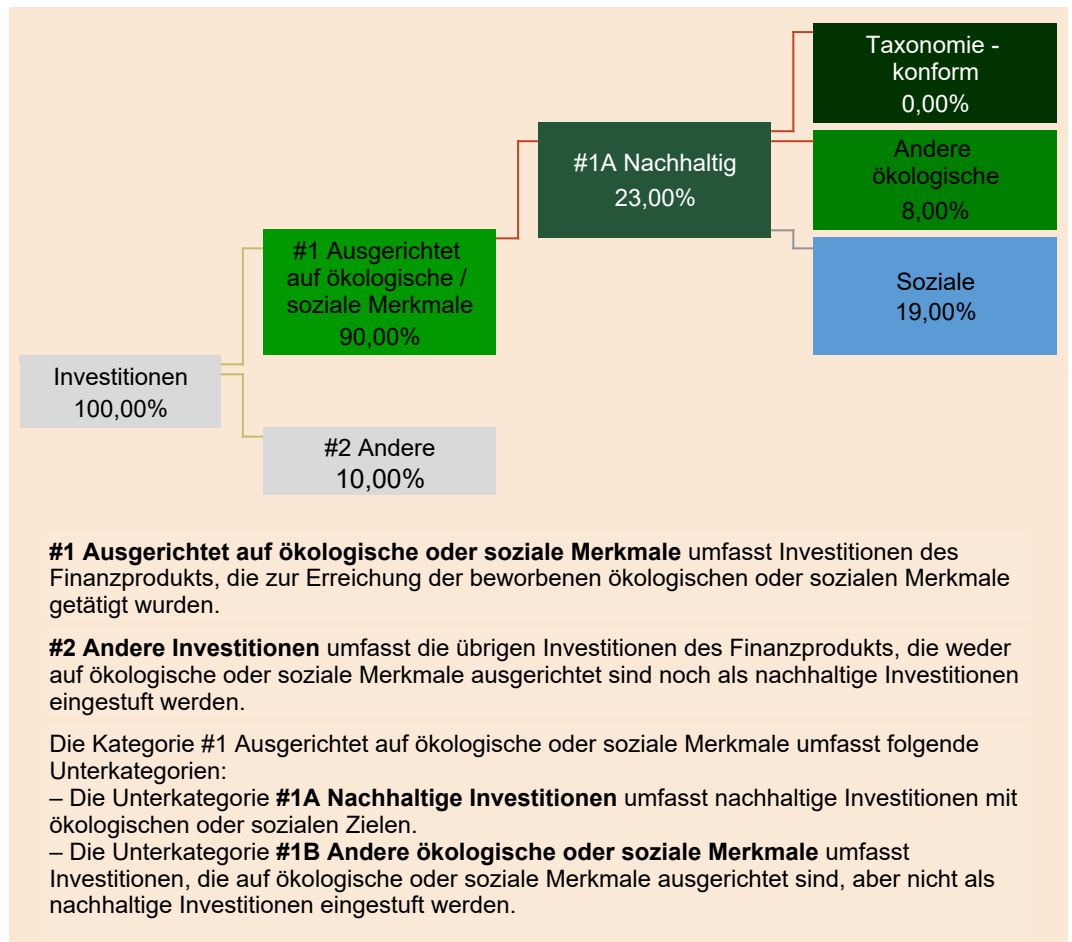 Taxonomie -
konform
0,00%
Andere
ökologische
8,00%
#1A Nachhaltig
23,00%
Soziale
19,00%
#1 Ausgerichtet
auf ökologische /
soziale Merkmale
90,00%
Investitionen
100,00%
#2 Andere
10,00%
#1 Ausgerichtet auf ökologische oder soziale Merkmale umfasst Investitionen des
Finanzprodukts, die zur Erreichung der beworbenen ökologischen oder sozialen Merkmale
getätigt wurden.
#2 Andere Investitionen umfasst die übrigen Investitionen des Finanzprodukts, die weder
auf ökologische oder soziale Merkmale ausgerichtet sind noch als nachhaltige Investitionen
eingestuft werden.
Die Kategorie #1 Ausgerichtet auf ökologische oder soziale Merkmale umfasst folgende
Unterkategorien:
– Die Unterkategorie #1A Nachhaltige Investitionen umfasst nachhaltige Investitionen mit
ökologischen oder sozialen Zielen.
– Die Unterkategorie #1B Andere ökologische oder soziale Merkmale umfasst
Investitionen, die auf ökologische oder soziale Merkmale ausgerichtet sind, aber nicht als
nachhaltige Investitionen eingestuft werden.